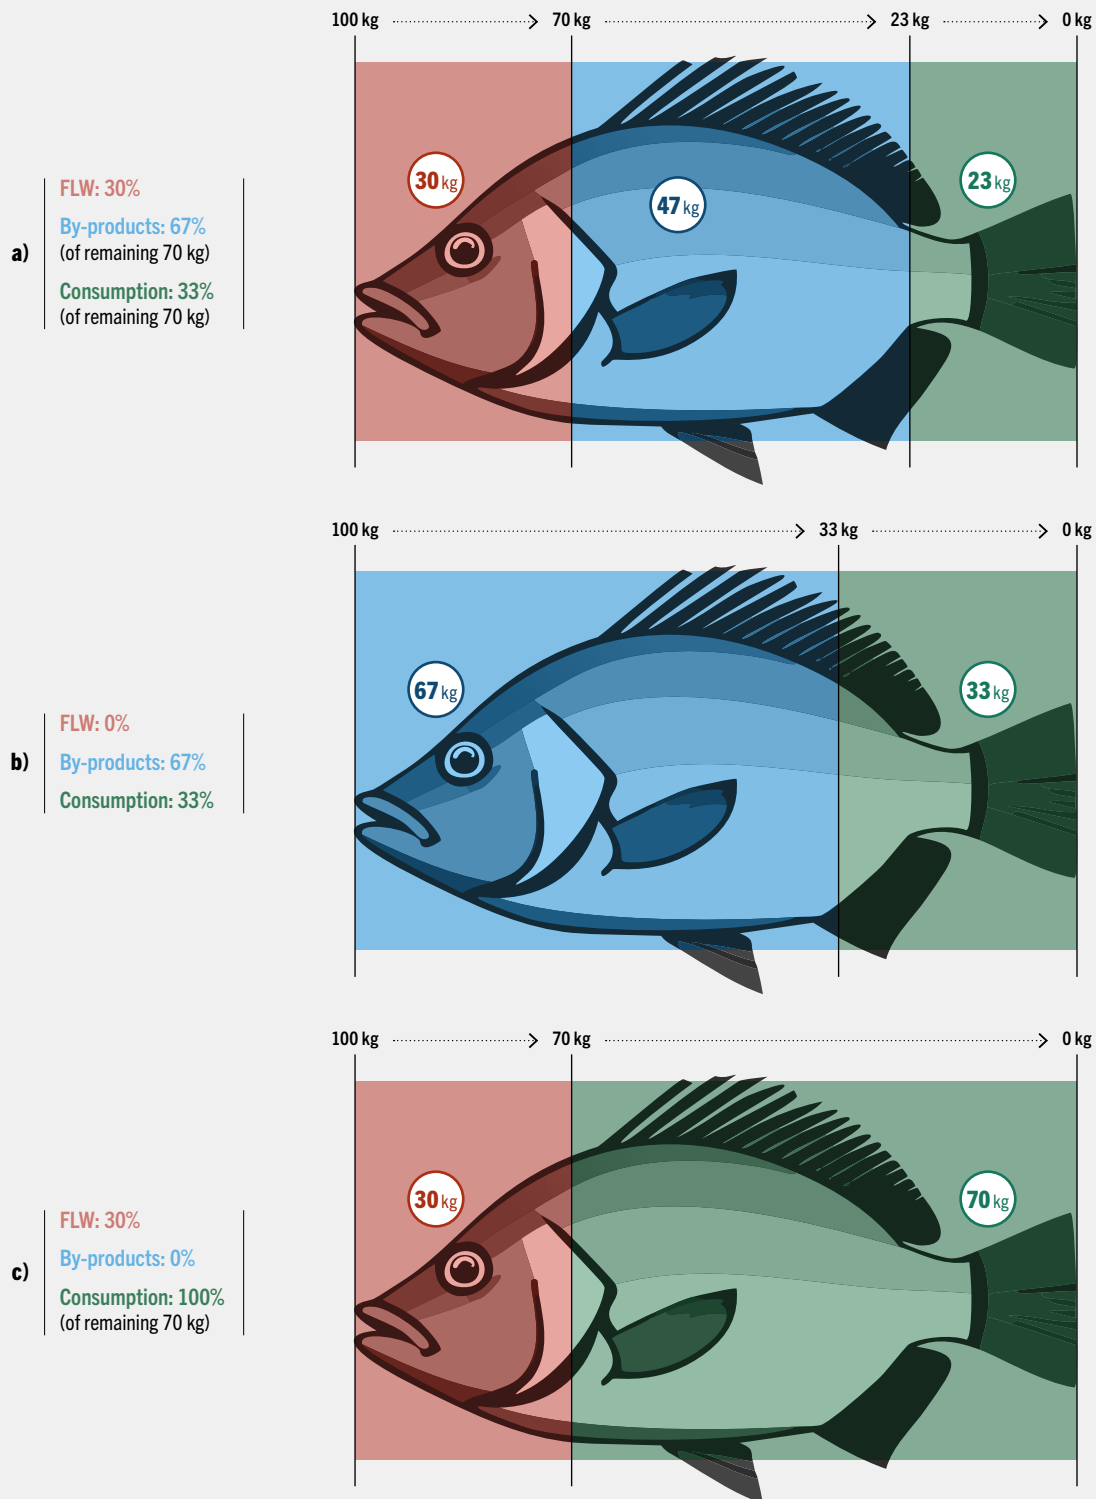 100 kg 70 kg 23 kg 0 kg
30 kg
47 kg
23 kg
a)
FLW: 30%
By-products: 67%
(of remaining 70 kg)
Consumption: 33%
(of remaining 70 kg)
100 kg 33 kg 0 kg
67 kg
33 kg
b)
FLW: 0%
By-products: 67%
Consumption: 33%
100 kg 70 kg 0 kg
30 kg
70 kg
c)
FLW: 30%
By-products: 0%
Consumption: 100%
(of remaining 70 kg)